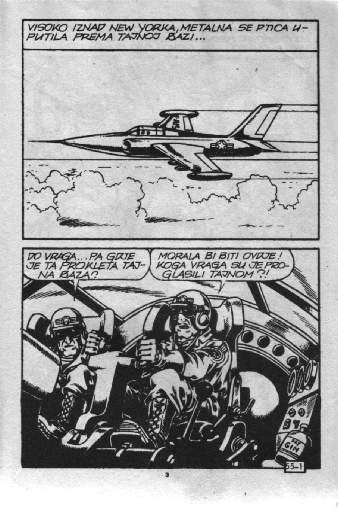 VISOKO IZNAD NEW YORKA, METALNA SE PTICA U-
PUTILA PREMA TAJNOJ BAZI...
DO VRAGA...PA GDJE
JE TA PROKLETA TAJ-
NA BAZA?
MORALA BI BITI OVDJE!
KOGA VRAGA SU JE PRO-
GLASILI TAJNOM?!
GIN
55-1
3